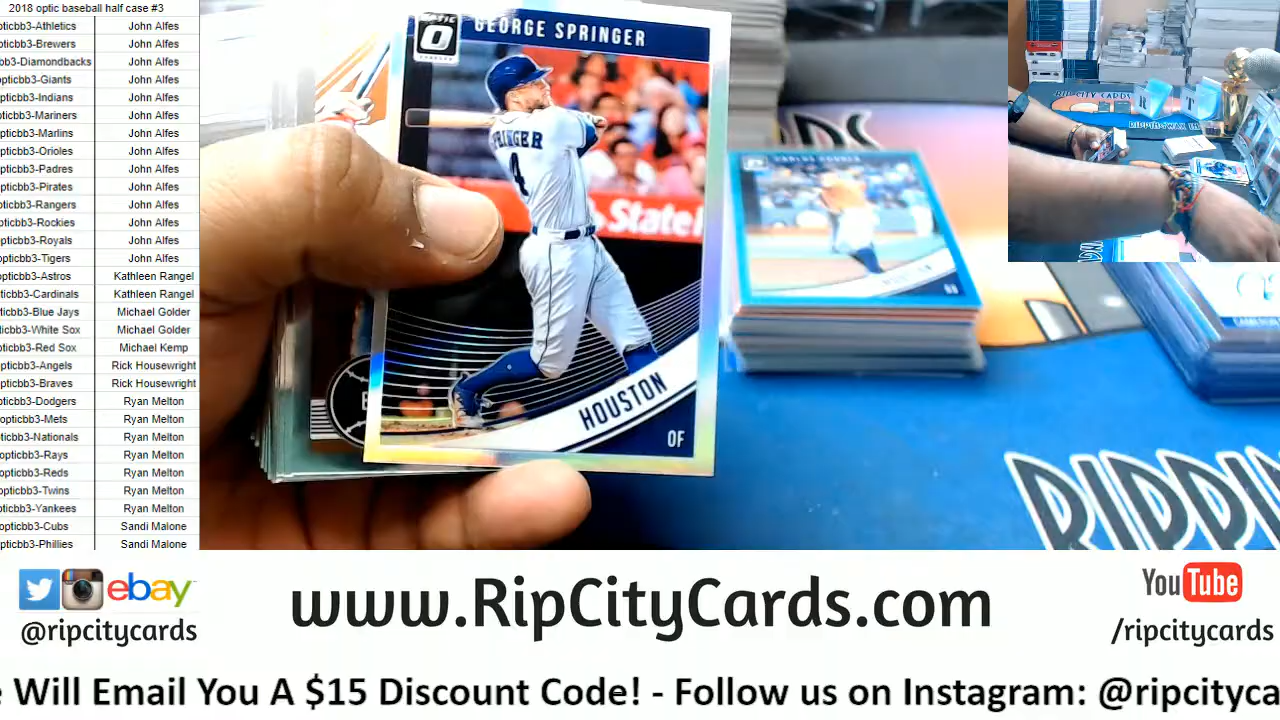 2018 optic baseball half case #3
opticbb3-Athletics John Alfes
opticbb3-Brewers John Alfes
opticbb3-Diamondbacks John Alfes
opticbb3-Giants John Alfes
opticbb3-Indians John Alfes
opticbb3-Mariners John Alfes
opticbb3-Marlins John Alfes
opticbb3-Orioles John Alfes
opticbb3-Padres John Alfes
opticbb3-Pirates John Alfes
opticbb3-Rangers John Alfes
opticbb3-Rockies John Alfes
opticbb3-Royals John Alfes
opticbb3-Tigers John Alfes
opticbb3-Astros Kathleen Rangel
ticbb3-Cardinals Kathleen Rangel
ticbb3-Blue Jays Michael Golder
ticbb3-White Sox Michael Golder
pticbb3-Red Sox Michael Kemp
opticbb3-Angels Rick Housewright
opticbb3-Braves Rick Housewright
pticbb3-Dodgers Ryan Melton
opticbb3-Mets Ryan Melton
pticbb3-Nationals Ryan Melton
opticbb3-Rays Ryan Melton
opticbb3-Reds Ryan Melton
opticbb3-Twins Ryan Melton
opticbb3-Yankees Ryan Melton
opticbb3-Cubs Sandi Malone
pticbb3-Phillies Sandi Malone
OPTIC
GEORGE SPRINGER
SPRINGER
4
State
HOUSTON
OF
RIPPIN
ebay
@ripcitycards
www.RipCityCards.com
YouTube
/ripcitycards
e Will Email You A $15 Discount Code! - Follow us on Instagram: @ripcityca